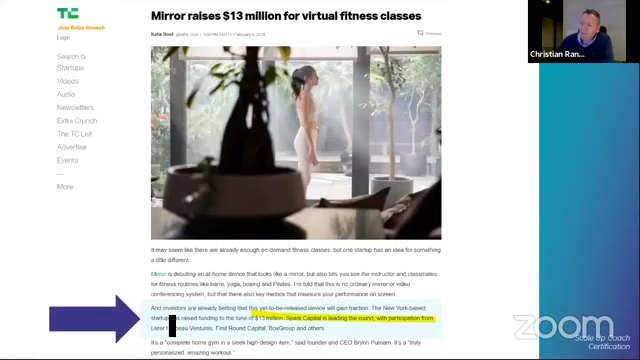 TC
Join Extra Crunch
Login
Search
Startups
Videos
Audio
Newsletters
Extra Crunch
The TC List
Advertise
Events
—
More
Mirror raises $13 million for virtual fitness classes
Katie Roof
Comment
It may seem like there are already enough on-demand fitness classes, but one startup has an idea for something
a little different.
Mirror is debuting an at-home device that looks like a mirror, but also lets you see the instructor and classmates
for fitness routines like barre, yoga, boxing and Pilates. I'm told that this is no ordinary mirror or video
conferencing system, but that there also key metrics that measure your performance on screen.
And investors are already betting that this yet-to-be-released device will gain traction. The New York-based
startup has raised funding to the tune of $13 million. Spark Capital is leading the round, with participation from
Ventures, First Round Capital, BoxGroup and others.
It's a "complete home gym in a sleek high-design item," said founder and CEO Brynn Putnam. It's a "truly
personalized, amazing workout."
Christian Ran...
zoom
Scale Up Coach
Certification